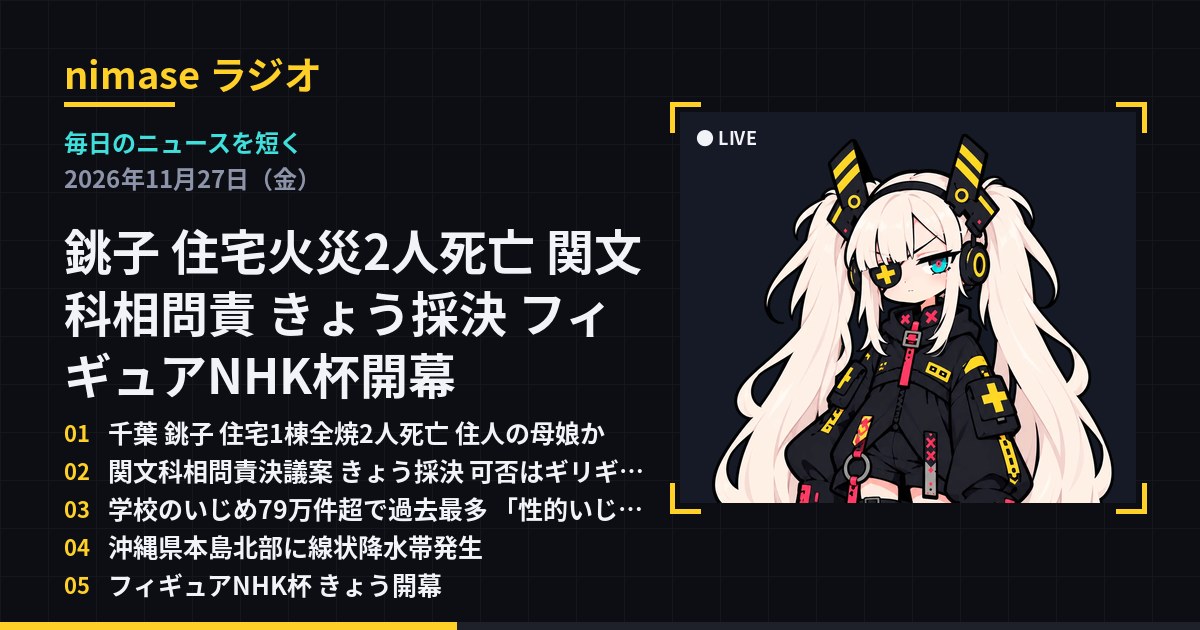 nimase ラジオ
毎日のニュースを短く
2026年11月27日（金）
銚子 住宅火災2人死亡 関文
科相問責 きょう採決 フィ
ギュアNHK杯開幕
01 千葉 銚子 住宅1棟全焼2人死亡 住人の母娘か
02 関文科相問責決議案 きょう採決 可否はギリギ…
03 学校のいじめ79万件超で過去最多 「性的いじ…
04 沖縄県本島北部に線状降水帯発生
05 フィギュアNHK杯 きょう開幕
LIVE